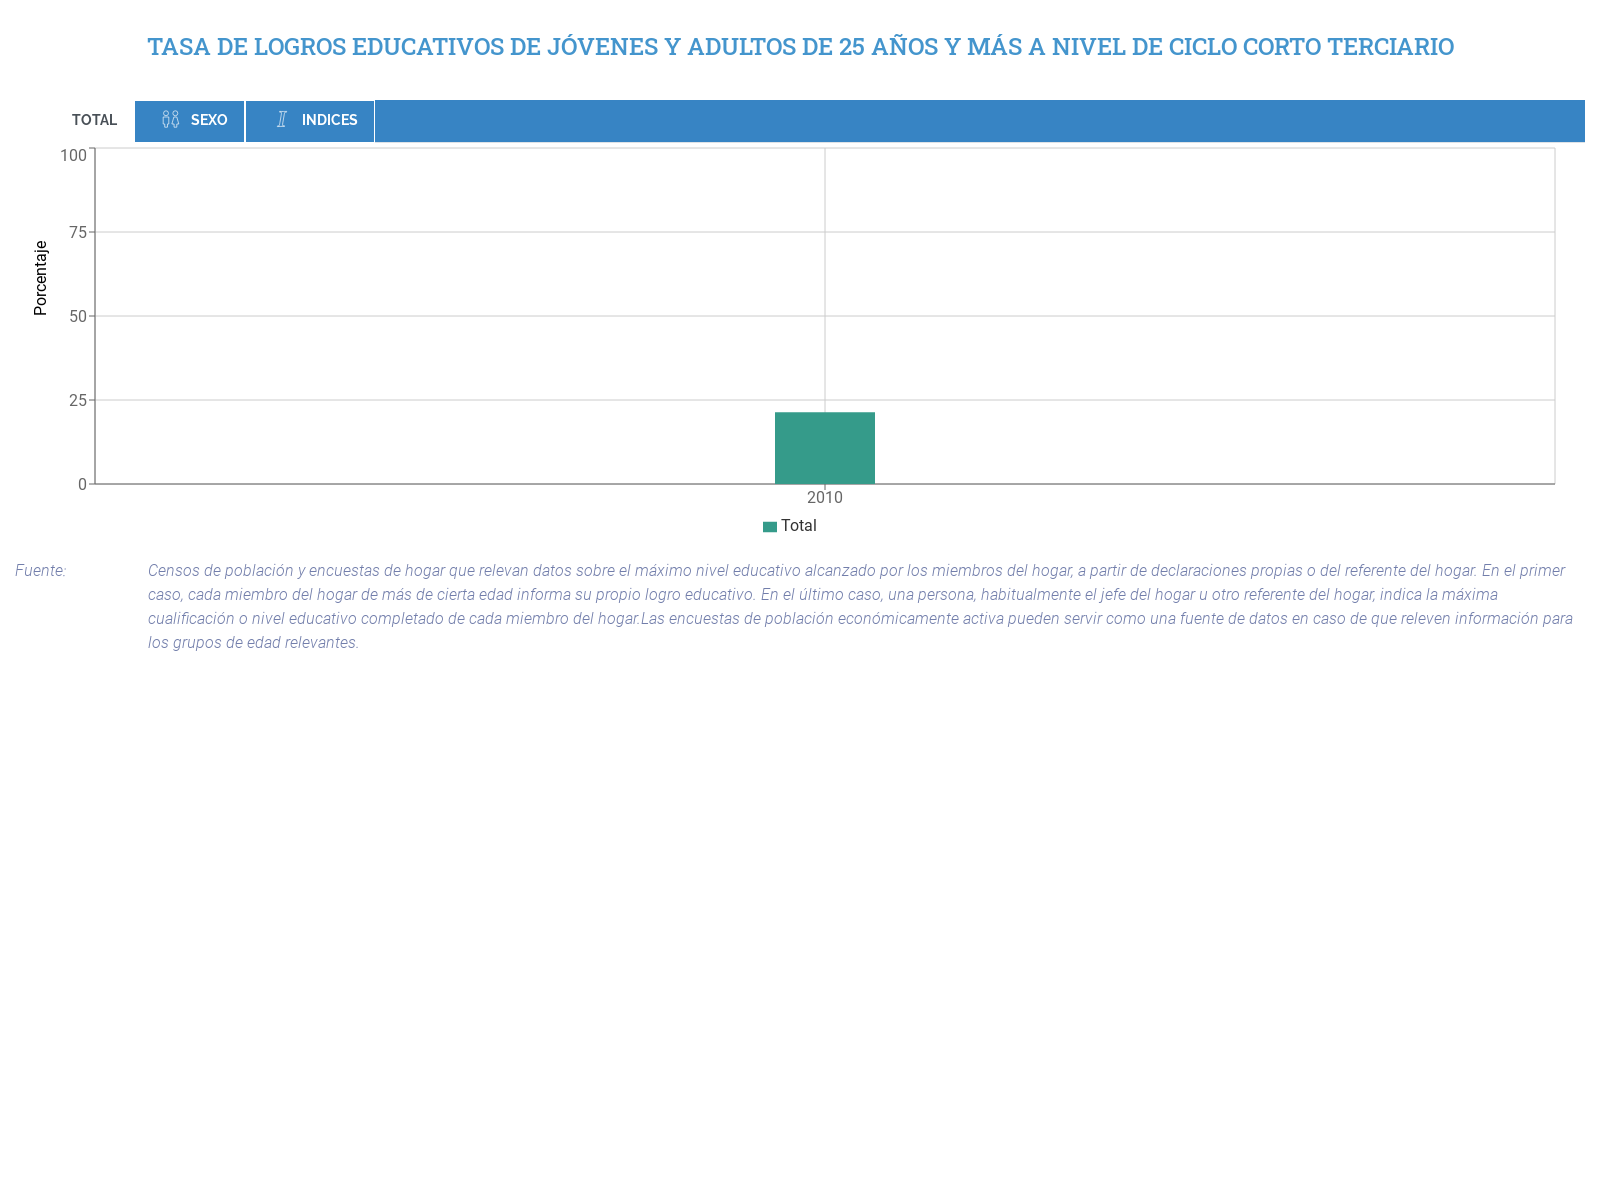 TASA DE LOGROS EDUCATIVOS DE JÓVENES Y ADULTOS DE 25 AÑOS Y MÁS A NIVEL DE CICLO CORTO TERCIARIO
TOTAL SEXO INDICES
100
75
50
25
0
Porcentaje
2010
Total
Fuente:
Censos de población y encuestas de hogar que relevan datos sobre el máximo nivel educativo alcanzado por los miembros del hogar, a partir de declaraciones propias o del referente del hogar. En el primer
caso, cada miembro del hogar de más de cierta edad informa su propio logro educativo. En el último caso, una persona, habitualmente el jefe del hogar u otro referente del hogar, indica la máxima
cualificación o nivel educativo completado de cada miembro del hogar.Las encuestas de población económicamente activa pueden servir como una fuente de datos en caso de que releven información para
los grupos de edad relevantes.